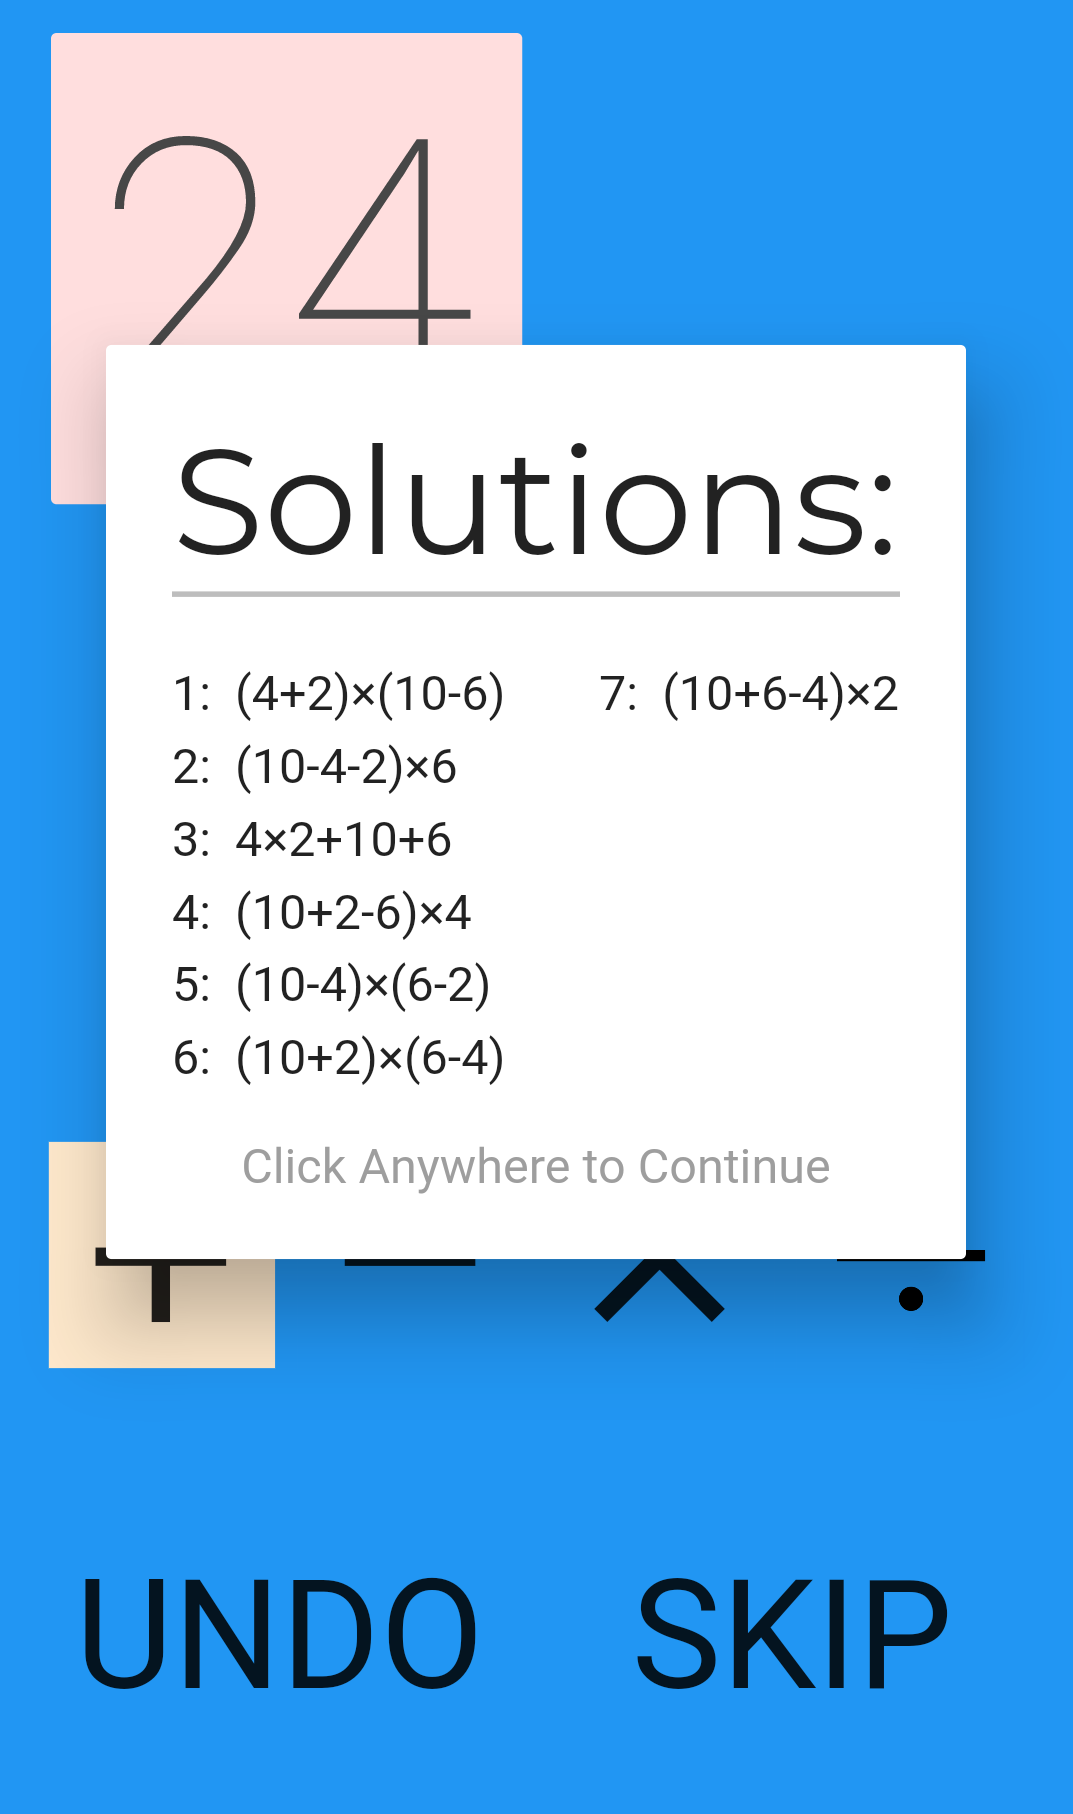 24
Solutions:
1: (4+2)×(10-6)
2: (10-4-2)×6
3: 4×2+10+6
4: (10+2-6)×4
5: (10-4)×(6-2)
6: (10+2)×(6-4)
7: (10+6-4)×2
Click Anywhere to Continue
+ - × ÷
UNDO SKIP